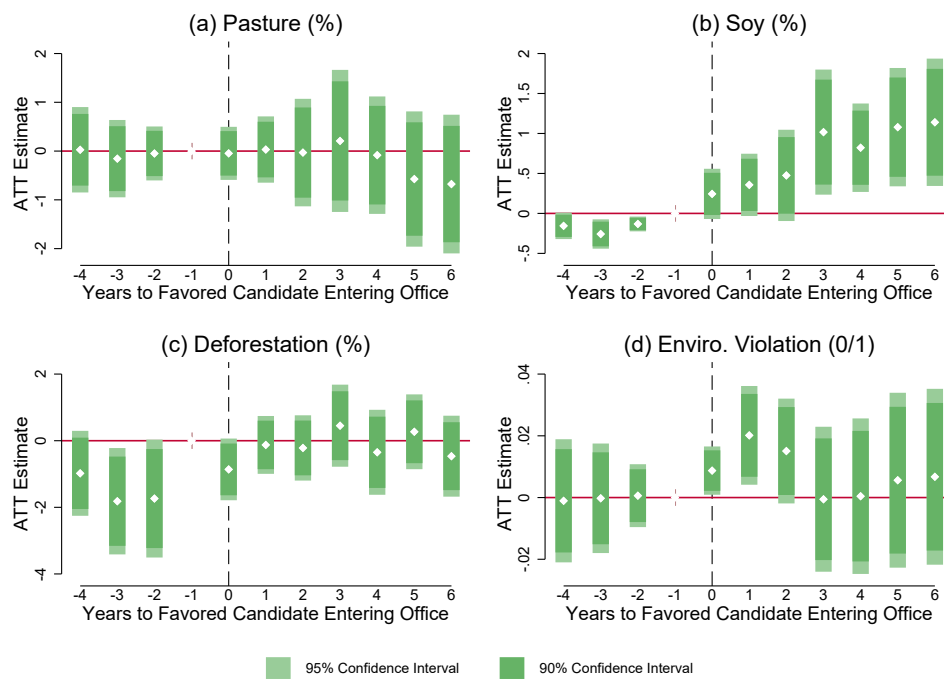 (a) Pasture (%)
ATT Estimate
2
1
0
-1
-2
-4 -3 -2 -1 0 1 2 3 4 5 6
Years to Favored Candidate Entering Office
(b) Soy (%)
ATT Estimate
2
1.5
1
.5
0
-.5
-4 -3 -2 -1 0 1 2 3 4 5 6
Years to Favored Candidate Entering Office
(c) Deforestation (%)
ATT Estimate
2
0
-2
-4
-4 -3 -2 -1 0 1 2 3 4 5 6
Years to Favored Candidate Entering Office
(d) Enviro. Violation (0/1)
ATT Estimate
.04
.02
0
-.02
-4 -3 -2 -1 0 1 2 3 4 5 6
Years to Favored Candidate Entering Office
95% Confidence Interval
90% Confidence Interval